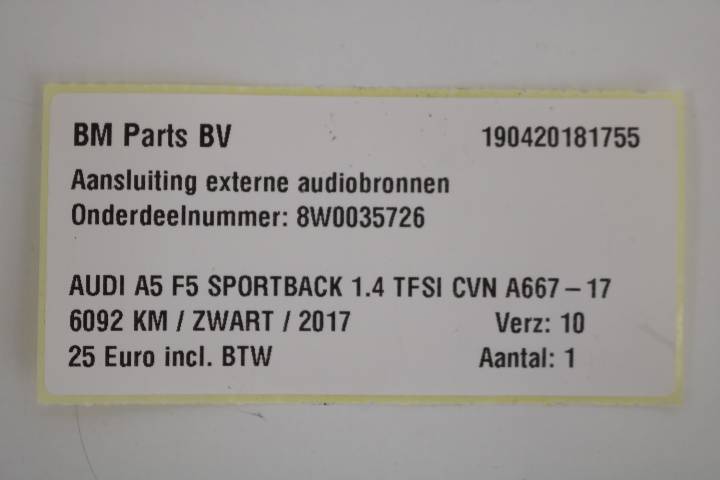 BM Parts BV 190420181755
Aansluiting externe audiobronnen
Onderdeelnummer: 8W0035726
AUDI A5 F5 SPORTBACK 1.4 TFSI CVN A667-17
6092 KM / ZWART / 2017 Verz: 10
25 Euro incl. BTW Aantal: 1